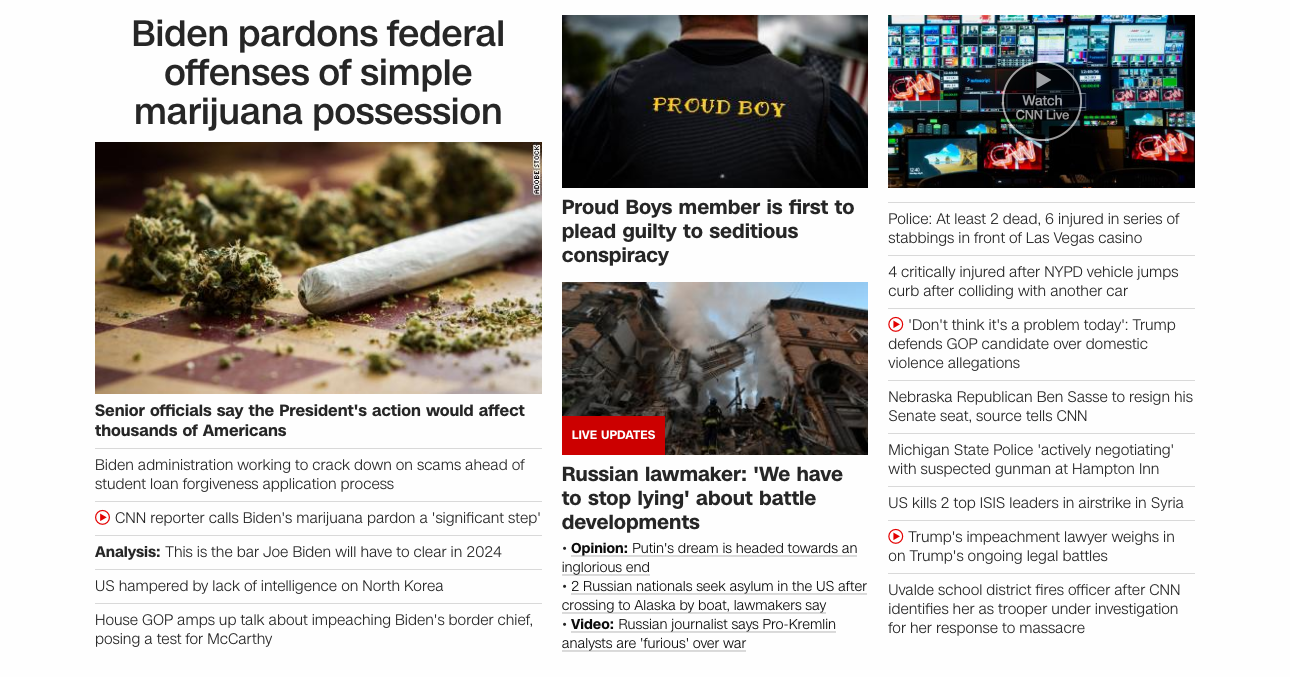 Biden pardons federal
offenses of simple
marijuana possession
ADOBE STOCK
Senior officials say the President's action would affect
thousands of Americans
Biden administration working to crack down on scams ahead of
student loan forgiveness application process
CNN reporter calls Biden's marijuana pardon a 'significant step'
Analysis: This is the bar Joe Biden will have to clear in 2024
US hampered by lack of intelligence on North Korea
House GOP amps up talk about impeaching Biden's border chief,
posing a test for McCarthy
PROUD BOY
Proud Boys member is first to
plead guilty to seditious
conspiracy
LIVE UPDATES
Russian lawmaker: 'We have
to stop lying' about battle
developments
• Opinion: Putin's dream is headed towards an
inglorious end
• 2 Russian nationals seek asylum in the US after
crossing to Alaska by boat, lawmakers say
• Video: Russian journalist says Pro-Kremlin
analysts are 'furious' over war
CNN
CNN
Watch
CNN Live
CNN
CNN
Police: At least 2 dead, 6 injured in series of
stabbings in front of Las Vegas casino
4 critically injured after NYPD vehicle jumps
curb after colliding with another car
'Don't think it's a problem today': Trump
defends GOP candidate over domestic
violence allegations
Nebraska Republican Ben Sasse to resign his
Senate seat, source tells CNN
Michigan State Police 'actively negotiating'
with suspected gunman at Hampton Inn
US kills 2 top ISIS leaders in airstrike in Syria
Trump's impeachment lawyer weighs in
on Trump's ongoing legal battles
Uvalde school district fires officer after CNN
identifies her as trooper under investigation
for her response to massacre